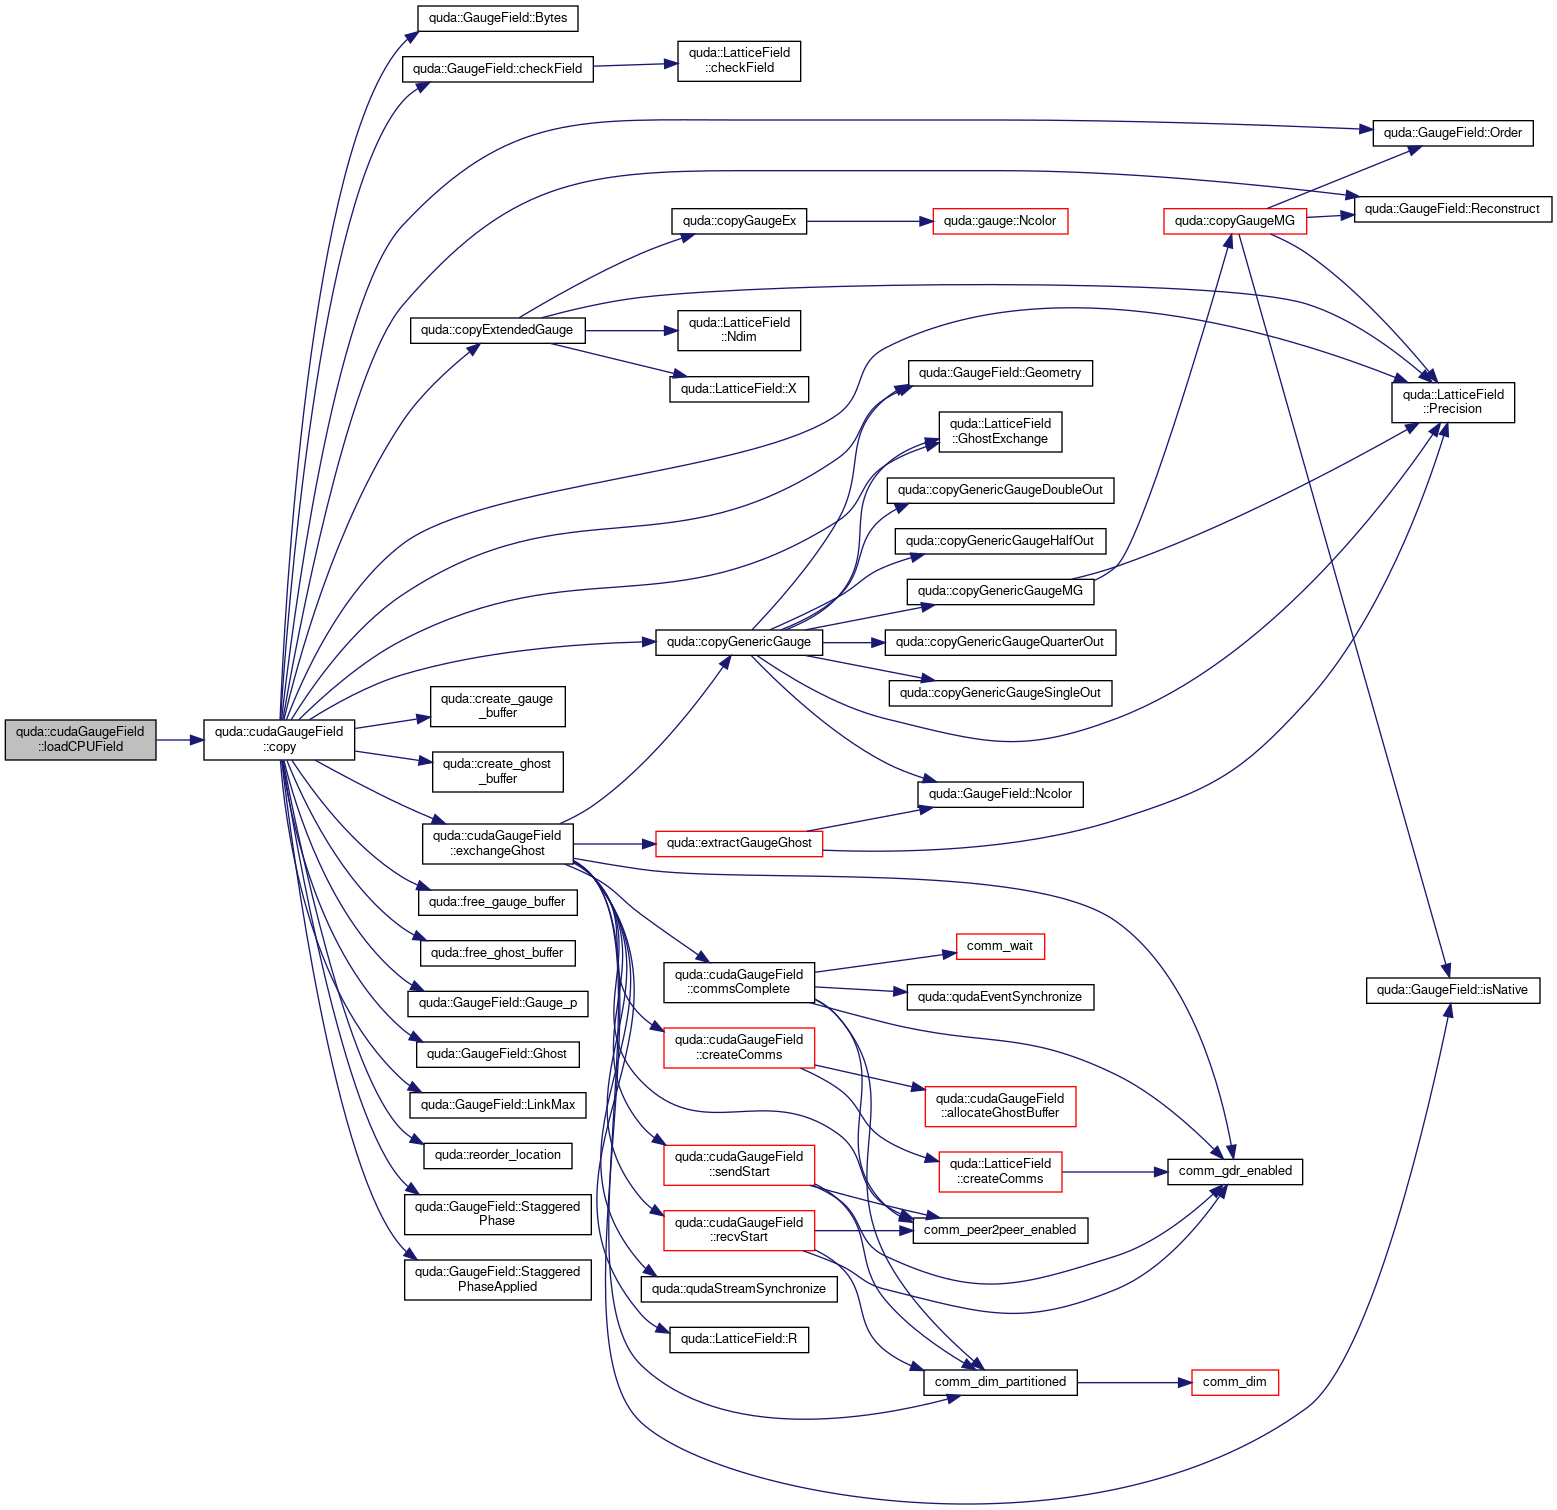 quda::GaugeField::Bytes
quda::GaugeField::checkField
quda::LatticeField
::checkField
quda::GaugeField::Order
quda::GaugeField::Reconstruct
quda::copyGaugeEx
quda::gauge::Ncolor
quda::copyGaugeMG
quda::copyExtendedGauge
quda::LatticeField
::Ndim
quda::LatticeField::X
quda::GaugeField::Geometry
quda::LatticeField
::Precision
quda::LatticeField
::GhostExchange
quda::copyGenericGaugeDoubleOut
quda::copyGenericGaugeHalfOut
quda::copyGenericGaugeMG
quda::copyGenericGauge
quda::copyGenericGaugeQuarterOut
quda::copyGenericGaugeSingleOut
quda::create_gauge
_buffer
quda::cudaGaugeField
::loadCPUField
quda::cudaGaugeField
::copy
quda::create_ghost
_buffer
quda::GaugeField::Ncolor
quda::cudaGaugeField
::exchangeGhost
quda::extractGaugeGhost
quda::free_gauge_buffer
quda::free_ghost_buffer
comm_wait
quda::cudaGaugeField
::commsComplete
quda::qudaEventSynchronize
quda::GaugeField::isNative
quda::GaugeField::Gauge_p
quda::GaugeField::Ghost
quda::cudaGaugeField
::createComms
quda::GaugeField::LinkMax
quda::cudaGaugeField
::allocateGhostBuffer
quda::reorder_location
quda::cudaGaugeField
::sendStart
quda::LatticeField
::createComms
comm_gdr_enabled
quda::GaugeField::Staggered
Phase
quda::cudaGaugeField
::recvStart
comm_peer2peer_enabled
quda::GaugeField::Staggered
PhaseApplied
quda::qudaStreamSynchronize
quda::LatticeField::R
comm_dim_partitioned
comm_dim